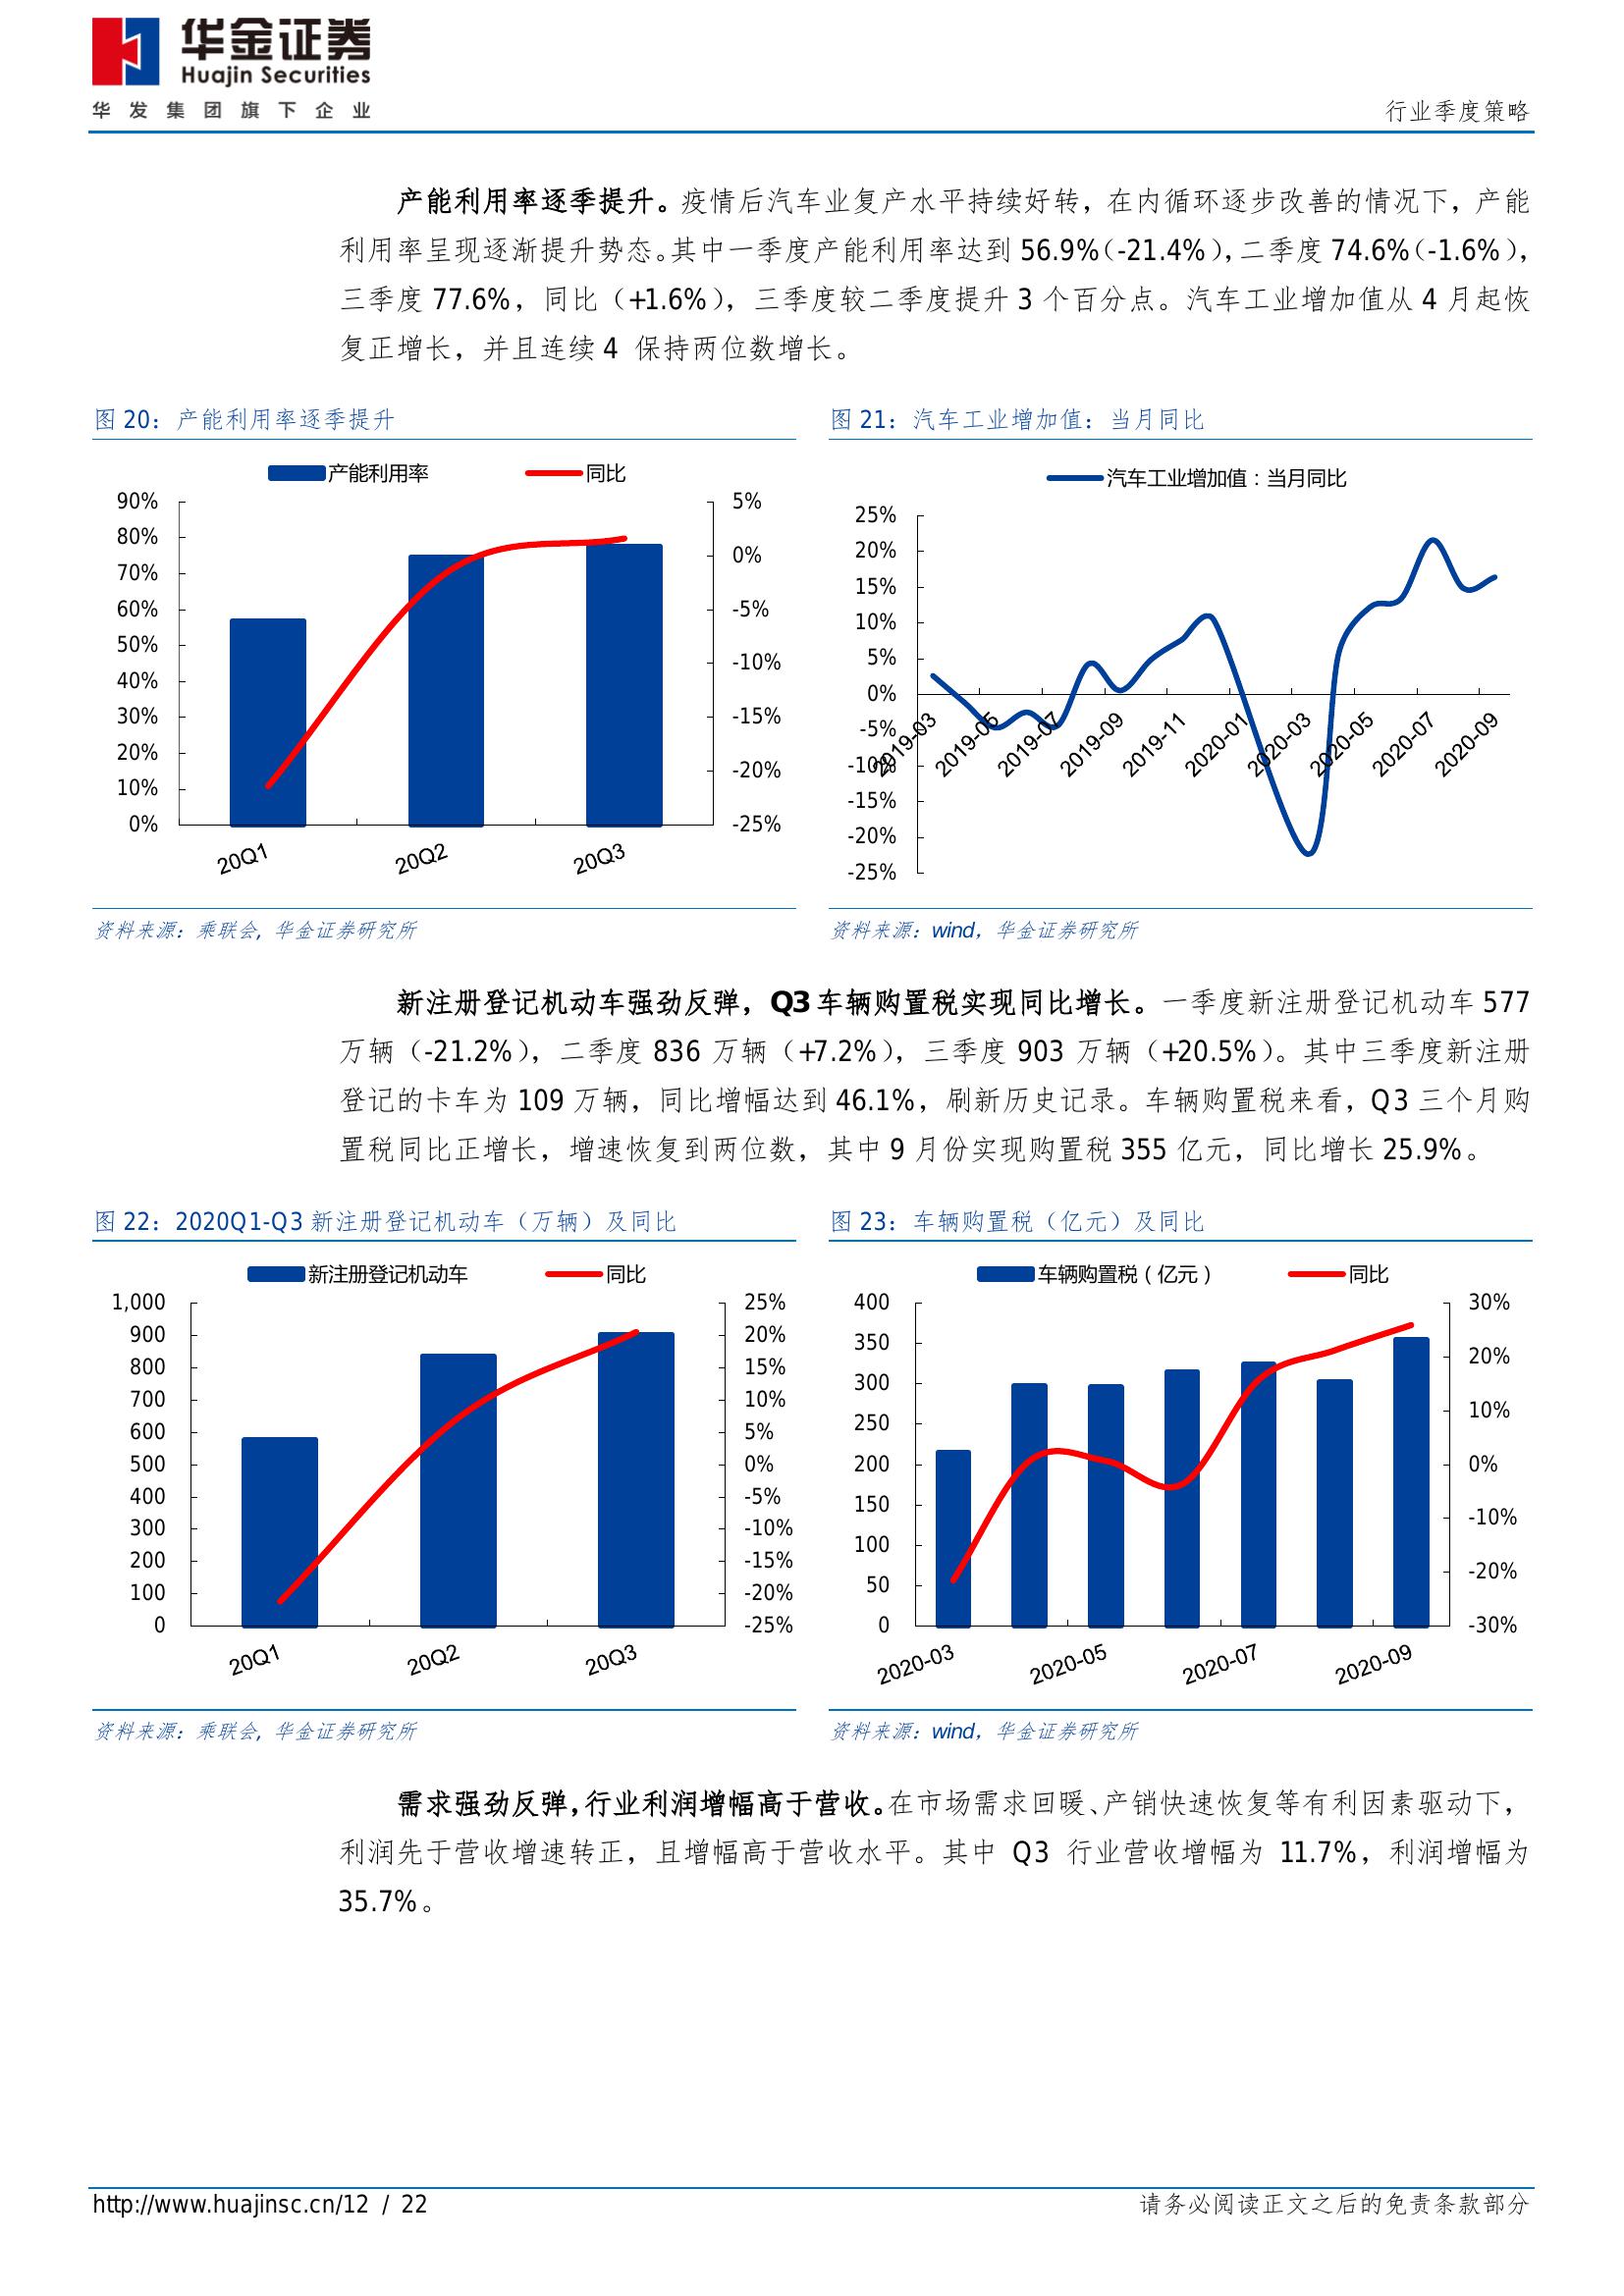 华金证券
Huajin Securities
华发集团旗下企业
行业季度策略
产能利用率逐季提升。疫情后汽车业复产水平持续好转，在内循环逐步改善的情况下，产能
利用率呈现逐渐提升势态。其中一季度产能利用率达到 56.9%（-21.4%），二季度 74.6%（-1.6%），
三季度 77.6%，同比（+1.6%），三季度较二季度提升 3 个百分点。汽车工业增加值从 4 月起恢
复正增长，并且连续 4 保持两位数增长。
图 20：产能利用率逐季提升
产能利用率 同比
90%
80%
70%
60%
50%
40%
30%
20%
10%
0%
5%
0%
-5%
-10%
-15%
-20%
-25%
20Q1 20Q2 20Q3
资料来源：乘联会，华金证券研究所
图 21：汽车工业增加值：当月同比
汽车工业增加值：当月同比
25%
20%
15%
10%
5%
0%
-5%
-10%
-15%
-20%
-25%
2019-03 2019-05 2019-07 2019-09 2019-11 2020-01 2020-03 2020-05 2020-07 2020-09
资料来源：wind，华金证券研究所
新注册登记机动车强劲反弹，Q3 车辆购置税实现同比增长。一季度新注册登记机动车 577
万辆（-21.2%），二季度 836 万辆（+7.2%），三季度 903 万辆（+20.5%）。其中三季度新注册
登记的卡车为 109 万辆，同比增幅达到 46.1%，刷新历史记录。车辆购置税来看，Q3 三个月购
置税同比正增长，增速恢复到两位数，其中 9 月份实现购置税 355 亿元，同比增长 25.9%。
图 22：2020Q1-Q3 新注册登记机动车（万辆）及同比
新注册登记机动车 同比
1,000
900
800
700
600
500
400
300
200
100
0
25%
20%
15%
10%
5%
0%
-5%
-10%
-15%
-20%
-25%
20Q1 20Q2 20Q3
资料来源：乘联会，华金证券研究所
图 23：车辆购置税（亿元）及同比
车辆购置税（亿元） 同比
400
350
300
250
200
150
100
50
0
30%
20%
10%
0%
-10%
-20%
-30%
2020-03 2020-05 2020-07 2020-09
资料来源：wind，华金证券研究所
需求强劲反弹，行业利润增幅高于营收。在市场需求回暖、产销快速恢复等有利因素驱动下，
利润先于营收增速转正，且增幅高于营收水平。其中 Q3 行业营收增幅为 11.7%，利润增幅为
35.7%。
http://www.huajinsc.cn/12 / 22
请务必阅读正文之后的免责条款部分